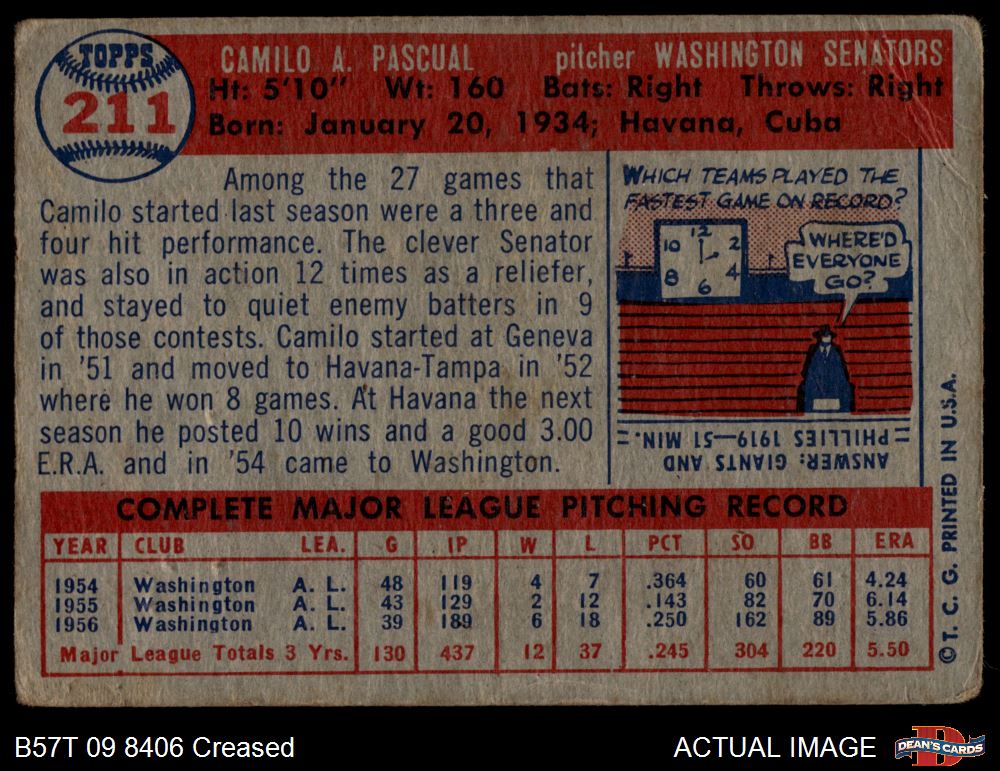 TOPPS
211
CAMILO A. PASCUAL pitcher WASHINGTON SENATORS
Ht: 5'10" Wt: 160 Bats: Right Throws: Right
Born: January 20, 1934; Havana, Cuba
Among the 27 games that
Camilo started last season were a three and
four hit performance. The clever Senator
was also in action 12 times as a reliefer,
and stayed to quiet enemy batters in 9
of those contests. Camilo started at Geneva
in '51 and moved to Havana-Tampa in '52
where he won 8 games. At Havana the next
season he posted 10 wins and a good 3.00
E.R.A. and in '54 came to Washington.
WHICH TEAMS PLAYED THE
FASTEST GAME ON RECORD?
12
10 2
8 4
6
WHERE'D
EVERYONE
GO?
ANSWER: GIANTS AND
PHILLIES 1919—51 MIN.
COMPLETE MAJOR LEAGUE PITCHING RECORD
YEAR CLUB LEA. G IP W L PCT SO BB ERA
1954 Washington A. L. 48 119 4 7 .364 60 61 4.24
1955 Washington A. L. 43 129 2 12 .143 82 70 6.14
1956 Washington A. L. 39 189 6 18 .250 162 89 5.86
Major League Totals 3 Yrs. 130 437 12 37 .245 304 220 5.50
© T. C. G. PRINTED IN U.S.A.
B57T 09 8406 Creased
ACTUAL IMAGE
DEAN'S CARDS